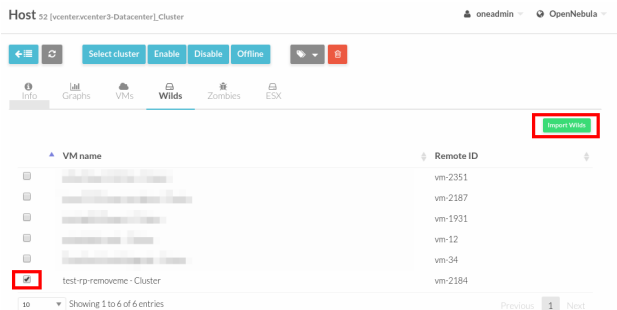 Host 52 [vcenter.vcenter3-Datacenter]_Cluster
oneadmin
OpenNebula
Select cluster
Enable
Disable
Offline
Info
Graphs
VMs
Wilds
Zombies
ESX
Import Wilds
VM name
Remote ID
vm-2351
vm-2187
vm-1931
vm-12
vm-34
test-rp-removeme - Cluster
vm-2184
10
Showing 1 to 6 of 6 entries
Previous
1
Next